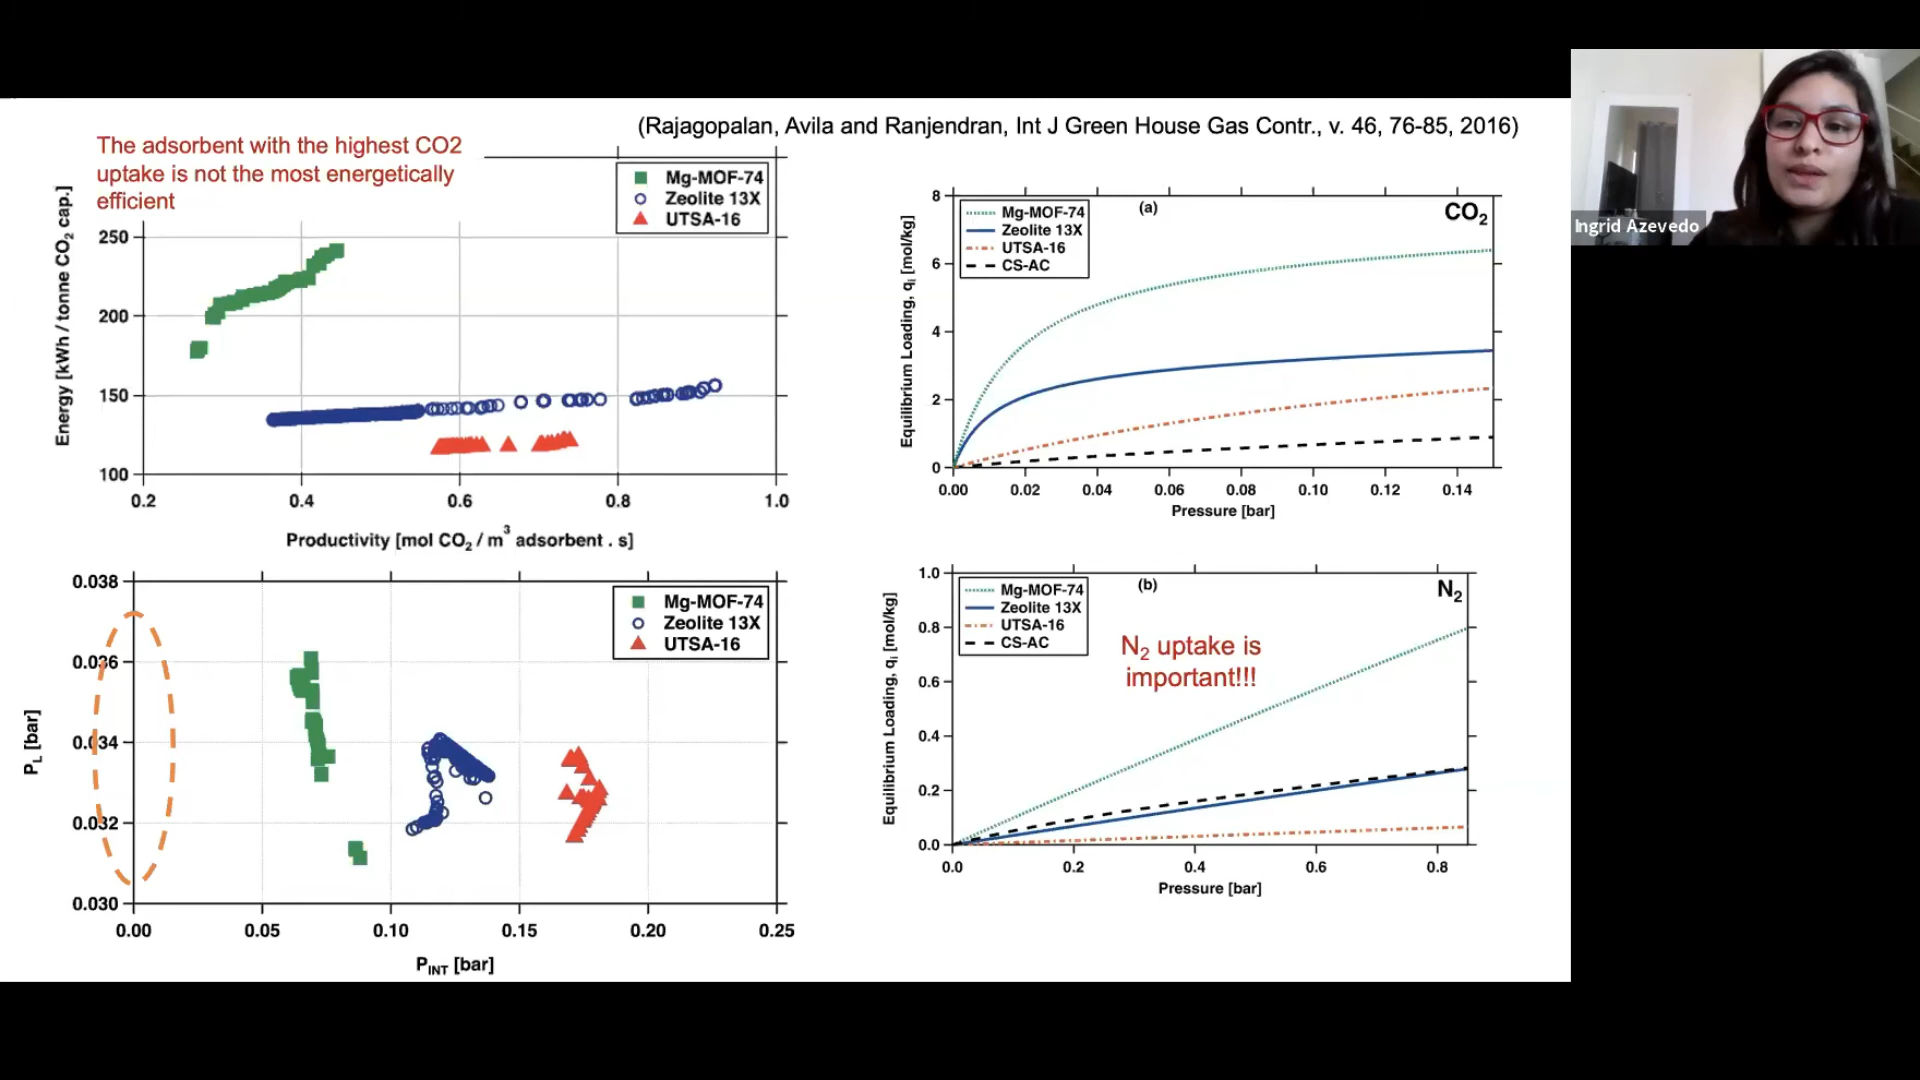 (Rajagopalan, Avila and Ranjendran, Int J Green House Gas Contr., v. 46, 76-85, 2016)
The adsorbent with the highest CO2
uptake is not the most energetically
efficient
Mg-MOF-74
Zeolite 13X
UTSA-16
Energy [kWh / tonne CO2 cap.]
250
200
150
100
0.2 0.4 0.6 0.8 1.0
Productivity [mol CO2 / m3 adsorbent . s]
0.038
0.036
0.034
0.032
0.030
PL [bar]
Mg-MOF-74
Zeolite 13X
UTSA-16
0.00 0.05 0.10 0.15 0.20 0.25
PINT [bar]
(a)
CO2
Mg-MOF-74
Zeolite 13X
UTSA-16
CS-AC
Equilibrium Loading, qi [mol/kg]
8
6
4
2
0
0.00 0.02 0.04 0.06 0.08 0.10 0.12 0.14
Pressure [bar]
(b)
N2
Mg-MOF-74
Zeolite 13X
UTSA-16
CS-AC
N2 uptake is
important!!!
Equilibrium Loading, qi [mol/kg]
1.0
0.8
0.6
0.4
0.2
0.0
0.0 0.2 0.4 0.6 0.8
Pressure [bar]
Ingrid Azevedo